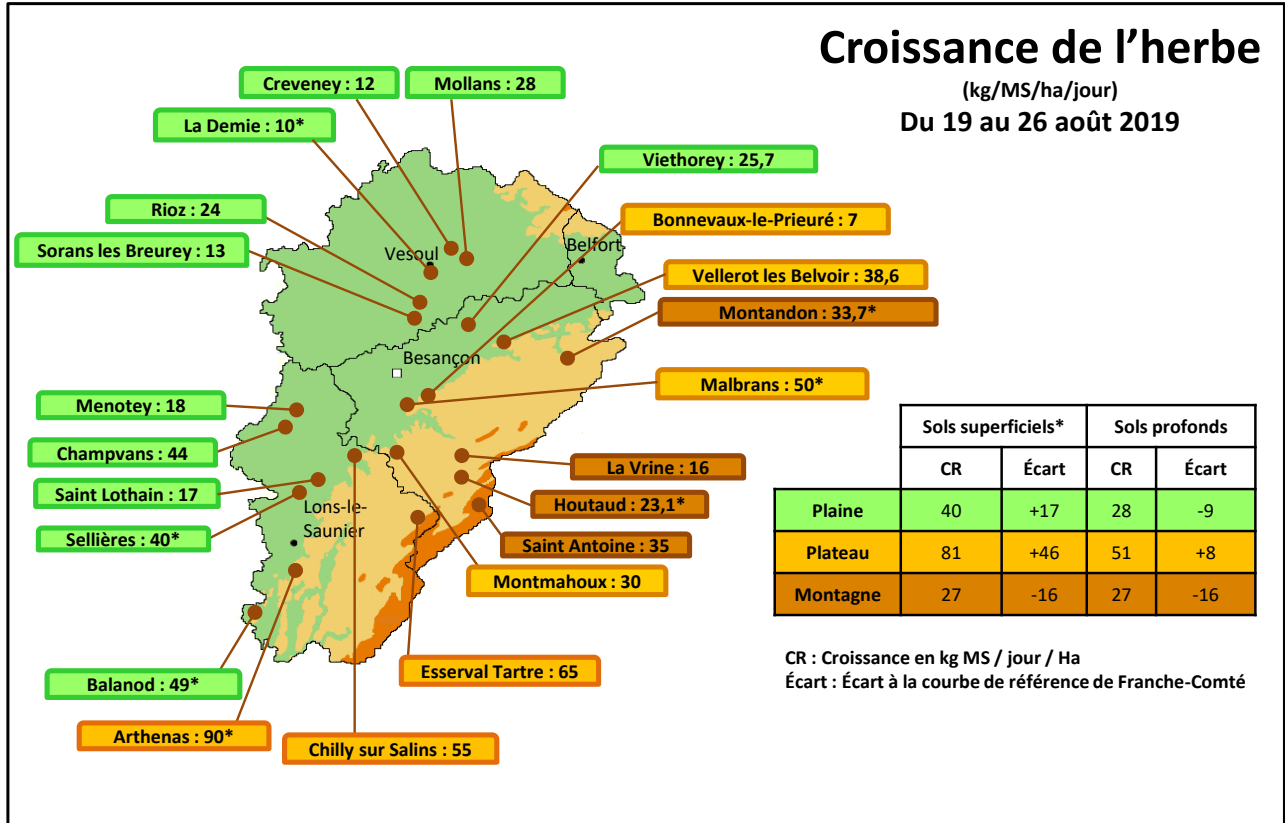 Croissance de l’herbe
(kg/MS/ha/jour)
Du 19 au 26 août 2019
Creveney : 12
Mollans : 28
La Demie : 10*
Viethorey : 25,7
Rioz : 24
Bonnevaux-le-Prieuré : 7
Sorans les Breurey : 13
Vesoul
Belfort
Vellerot les Belvoir : 38,6
Montandon : 33,7*
Besançon
Malbrans : 50*
Menotey : 18
Champvans : 44
La Vrine : 16
Saint Lothain : 17
Houtaud : 23,1*
Lons-le-
Saunier
Sellières : 40*
Saint Antoine : 35
Montmahoux : 30
Esserval Tartre : 65
Balanod : 49*
Arthenas : 90*
Chilly sur Salins : 55
Sols superficiels* Sols profonds
CR Écart CR Écart
Plaine 40 +17 28 -9
Plateau 81 +46 51 +8
Montagne 27 -16 27 -16
CR : Croissance en kg MS / jour / Ha
Écart : Écart à la courbe de référence de Franche-Comté